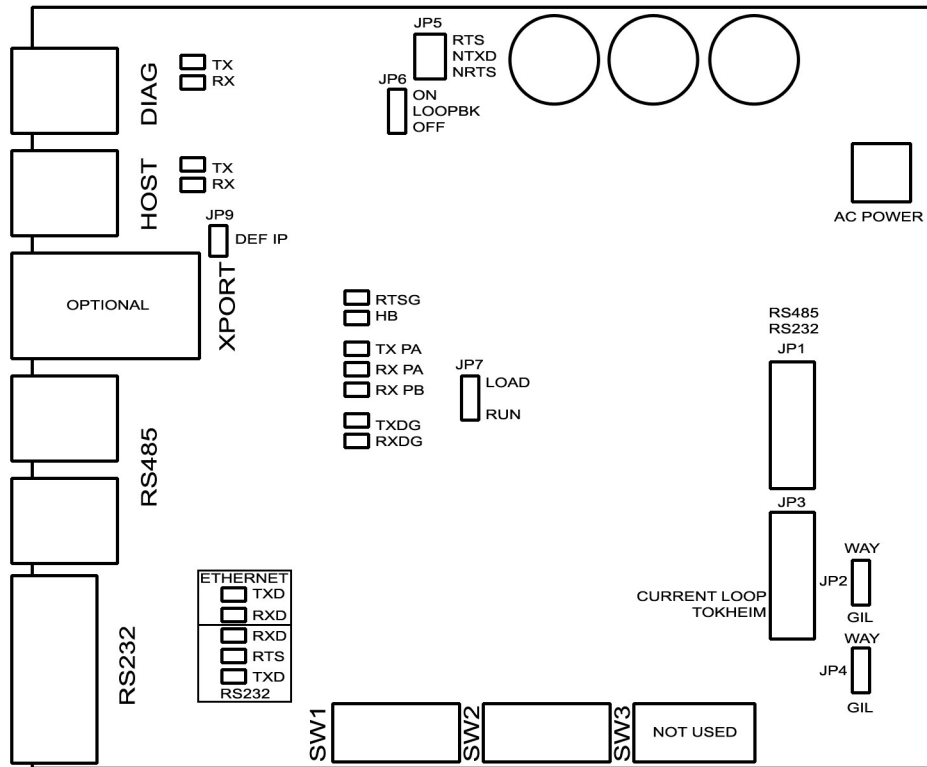 JP5
RTS
NTXD
NRTS
JP6
ON
LOOPBK
OFF
DIAG
TX
RX
HOST
TX
RX
JP9
DEF IP
XPORT
OPTIONAL
AC POWER
RTSG
HB
TX PA
RX PA
RX PB
TXDG
RXDG
JP7
LOAD
RUN
RS485
RS232
JP1
JP3
CURRENT LOOP
TOKHEIM
WAY
JP2
GIL
WAY
JP4
GIL
RS485
ETHERNET
TXD
RXD
RXD
RTS
TXD
RS232
RS232
SW1
SW2
SW3
NOT USED